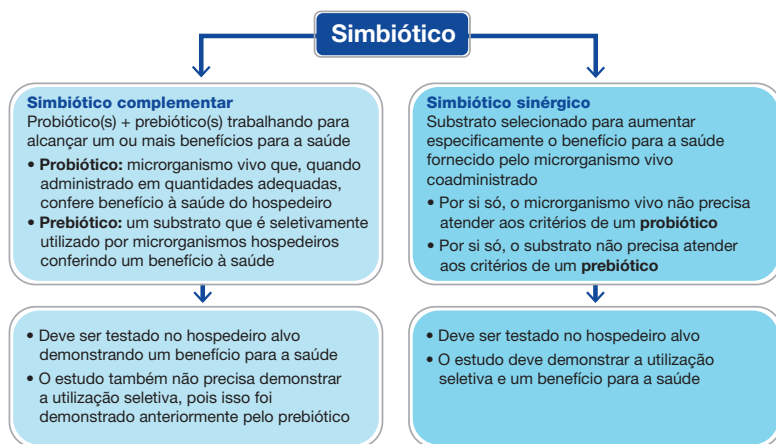 Simbiótico
Simbiótico complementar
Probiótico(s) + prebiótico(s) trabalhando para
alcançar um ou mais benefícios para a saúde
• Probiótico: microrganismo vivo que, quando
administrado em quantidades adequadas,
confere benefício à saúde do hospedeiro
• Prebiótico: um substrato que é seletivamente
utilizado por microrganismos hospedeiros
conferindo um benefício à saúde
Simbiótico sinérgico
Substrato selecionado para aumentar
especificamente o benefício para a saúde
fornecido pelo microrganismo vivo
coadministrado
• Por si só, o microrganismo vivo não precisa
atender aos critérios de um probiótico
• Por si só, o substrato não precisa atender
aos critérios de um prebiótico
• Deve ser testado no hospedeiro alvo
demonstrando um benefício para a saúde
• O estudo também não precisa demonstrar
a utilização seletiva, pois isso foi
demonstrado anteriormente pelo prebiótico
• Deve ser testado no hospedeiro alvo
• O estudo deve demonstrar a utilização
seletiva e um benefício para a saúde